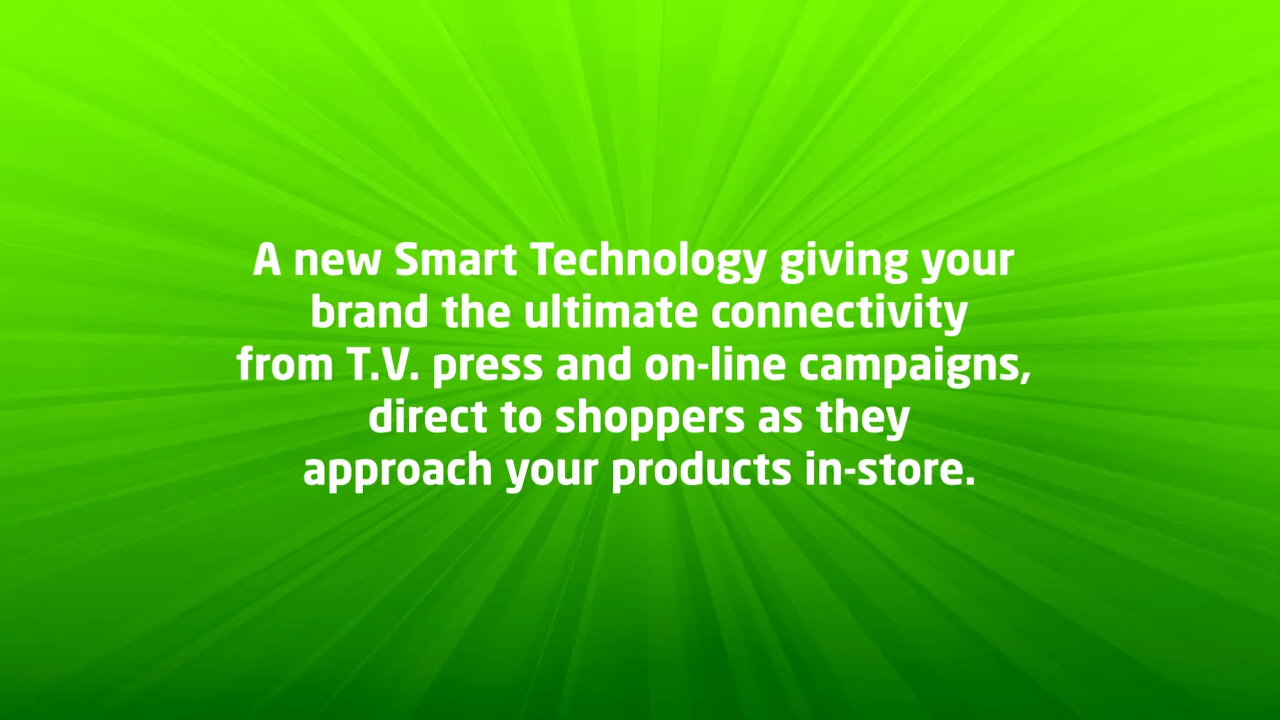 A new Smart Technology giving your
brand the ultimate connectivity
from T.V. press and on-line campaigns,
direct to shoppers as they
approach your products in-store.